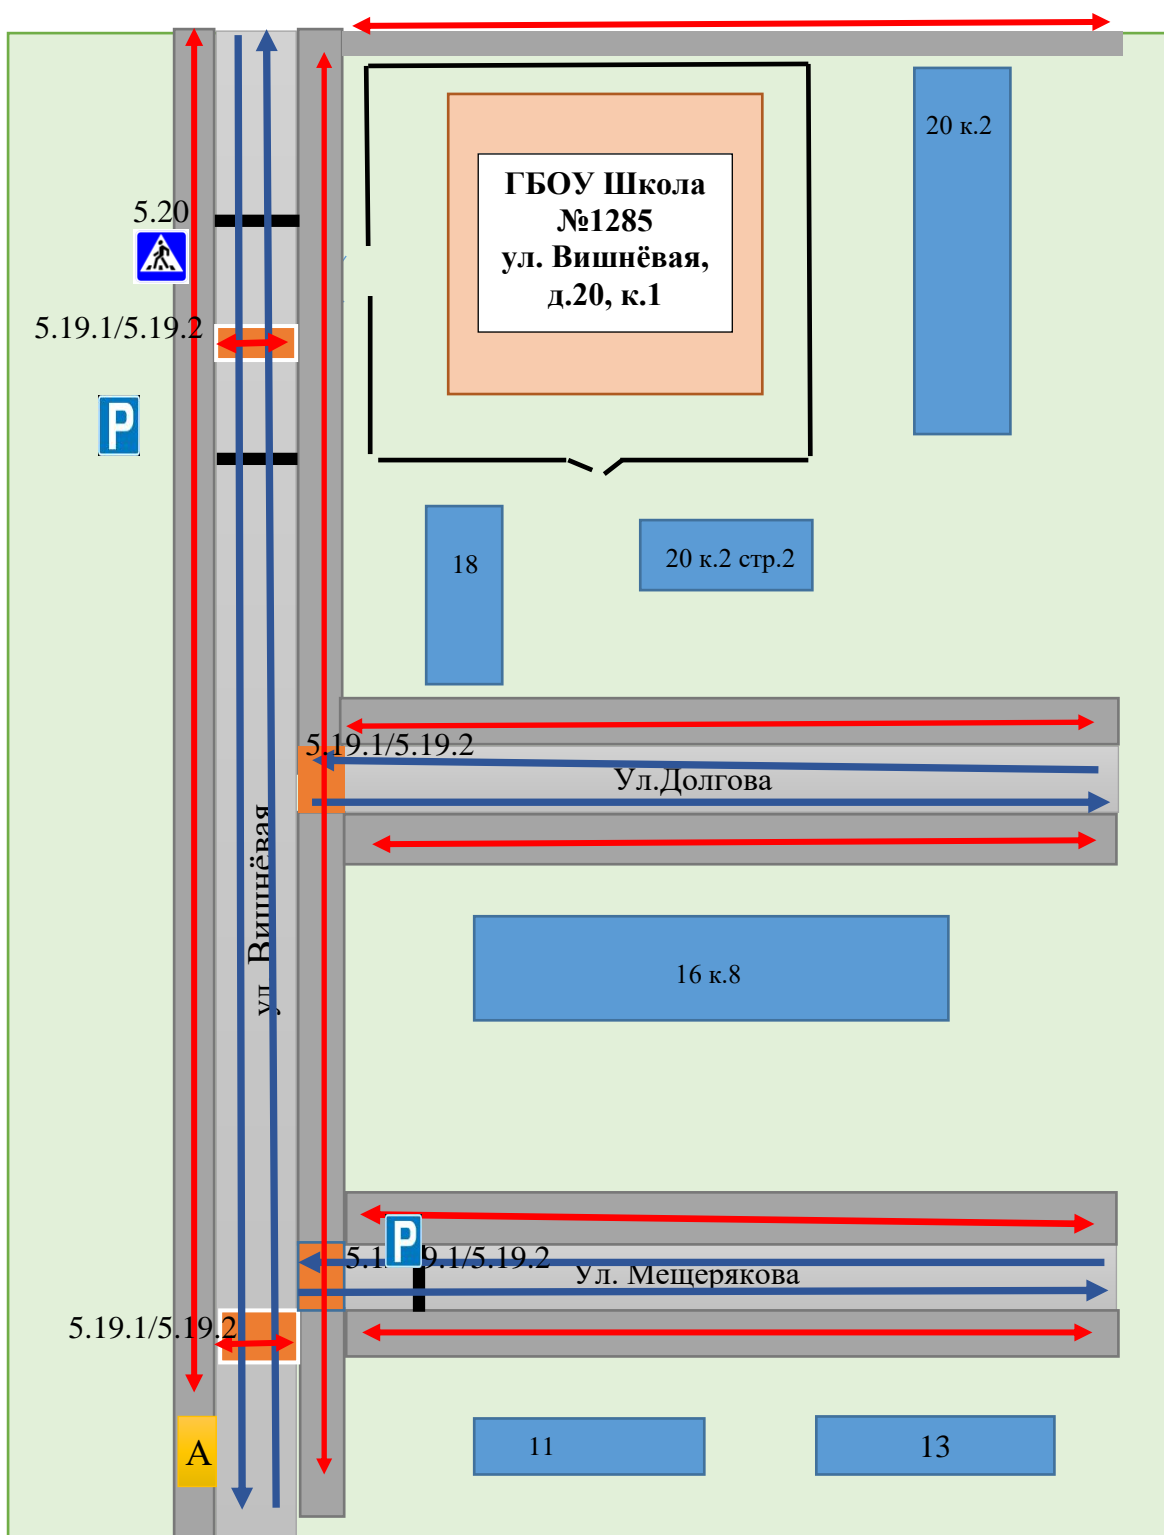 20 к.2
ГБОУ Школа
№1285
ул. Вишнёвая,
д.20, к.1
5.20
5.19.1/5.19.2
P
18
20 к.2 стр.2
5.19.1/5.19.2
Ул.Долгова
ул. Вишнёвая
16 к.8
P
5.1
9.1/5.19.2
Ул. Мещерякова
5.19.1/5.19.2
А
11
13